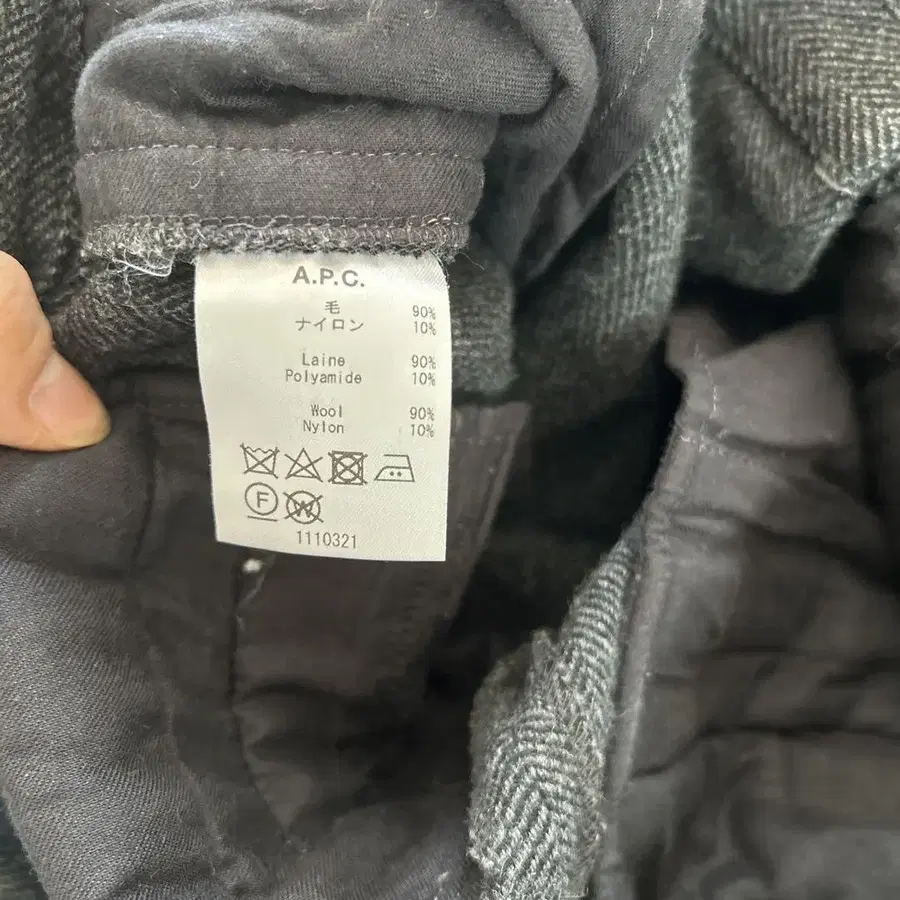 A.P.C.
毛 90%
ナイロン 10%
Laine 90%
Polyamide 10%
Wool 90%
Nylon 10%
F W
1110321